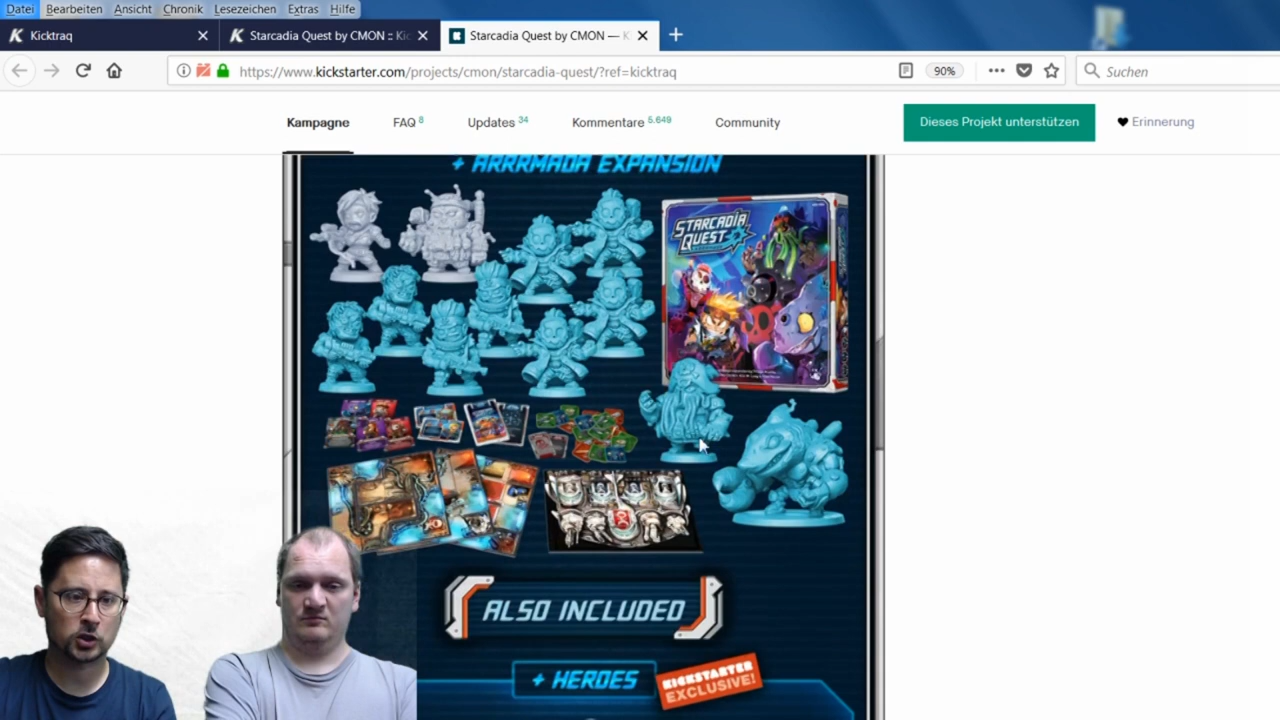 Datei Bearbeiten Ansicht Chronik Lesezeichen Extras Hilfe
Kicktraq
Starcadia Quest by CMON :: Kic
Starcadia Quest by CMON — K
https://www.kickstarter.com/projects/cmon/starcadia-quest/?ref=kicktraq
90%
Suchen
Kampagne
FAQ 8
Updates 34
Kommentare 5.649
Community
Dieses Projekt unterstützen
Erinnerung
+ ARRRMADA EXPANSION
STARCADIA
QUEST
ALSO INCLUDED
+ HEROES
KICKSTARTER
EXCLUSIVE!